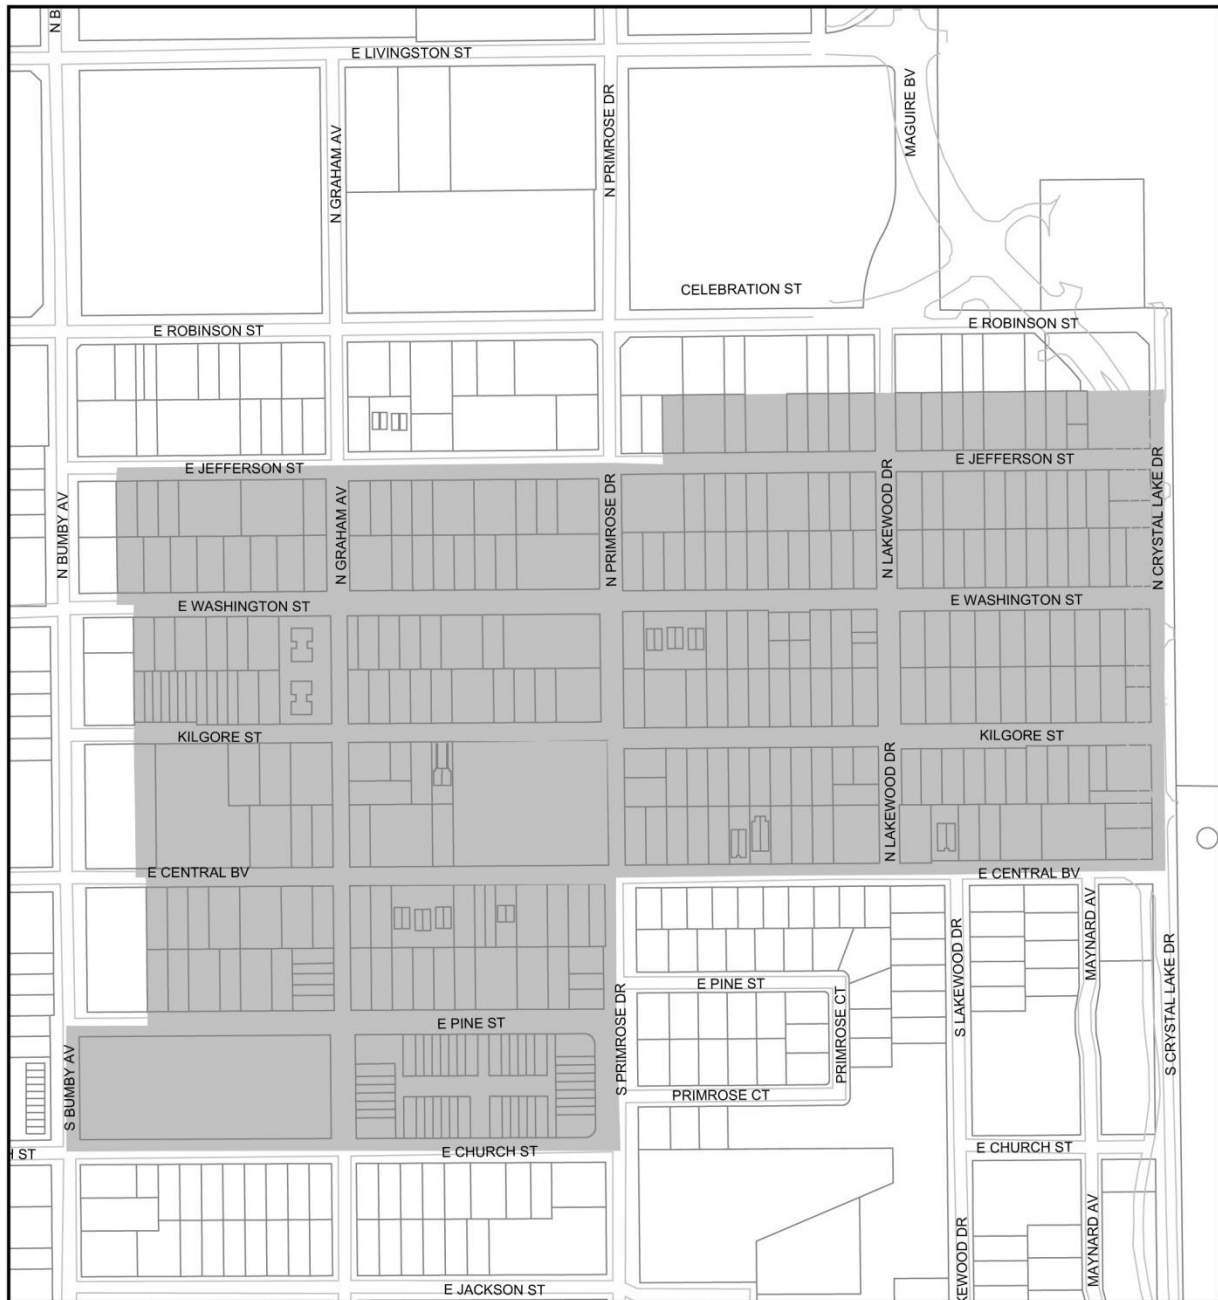 N B
E LIVINGSTON ST
MAGUIRE BV
N PRIMROSE DR
N GRAHAM AV
CELEBRATION ST
E ROBINSON ST
E ROBINSON ST
E JEFFERSON ST
E JEFFERSON ST
N BUMBY AV
N GRAHAM AV
N PRIMROSE DR
N LAKEWOOD DR
N CRYSTAL LAKE DR
E WASHINGTON ST
E WASHINGTON ST
KILGORE ST
KILGORE ST
N LAKEWOOD DR
E CENTRAL BV
E CENTRAL BV
MAYNARD AV
S LAKEWOOD DR
S CRYSTAL LAKE DR
E PINE ST
E PINE ST
S PRIMROSE DR
PRIMROSE CT
S BUMBY AV
PRIMROSE CT
H ST
E CHURCH ST
E CHURCH ST
KEWOOD DR
MAYNARD AV
E JACKSON ST